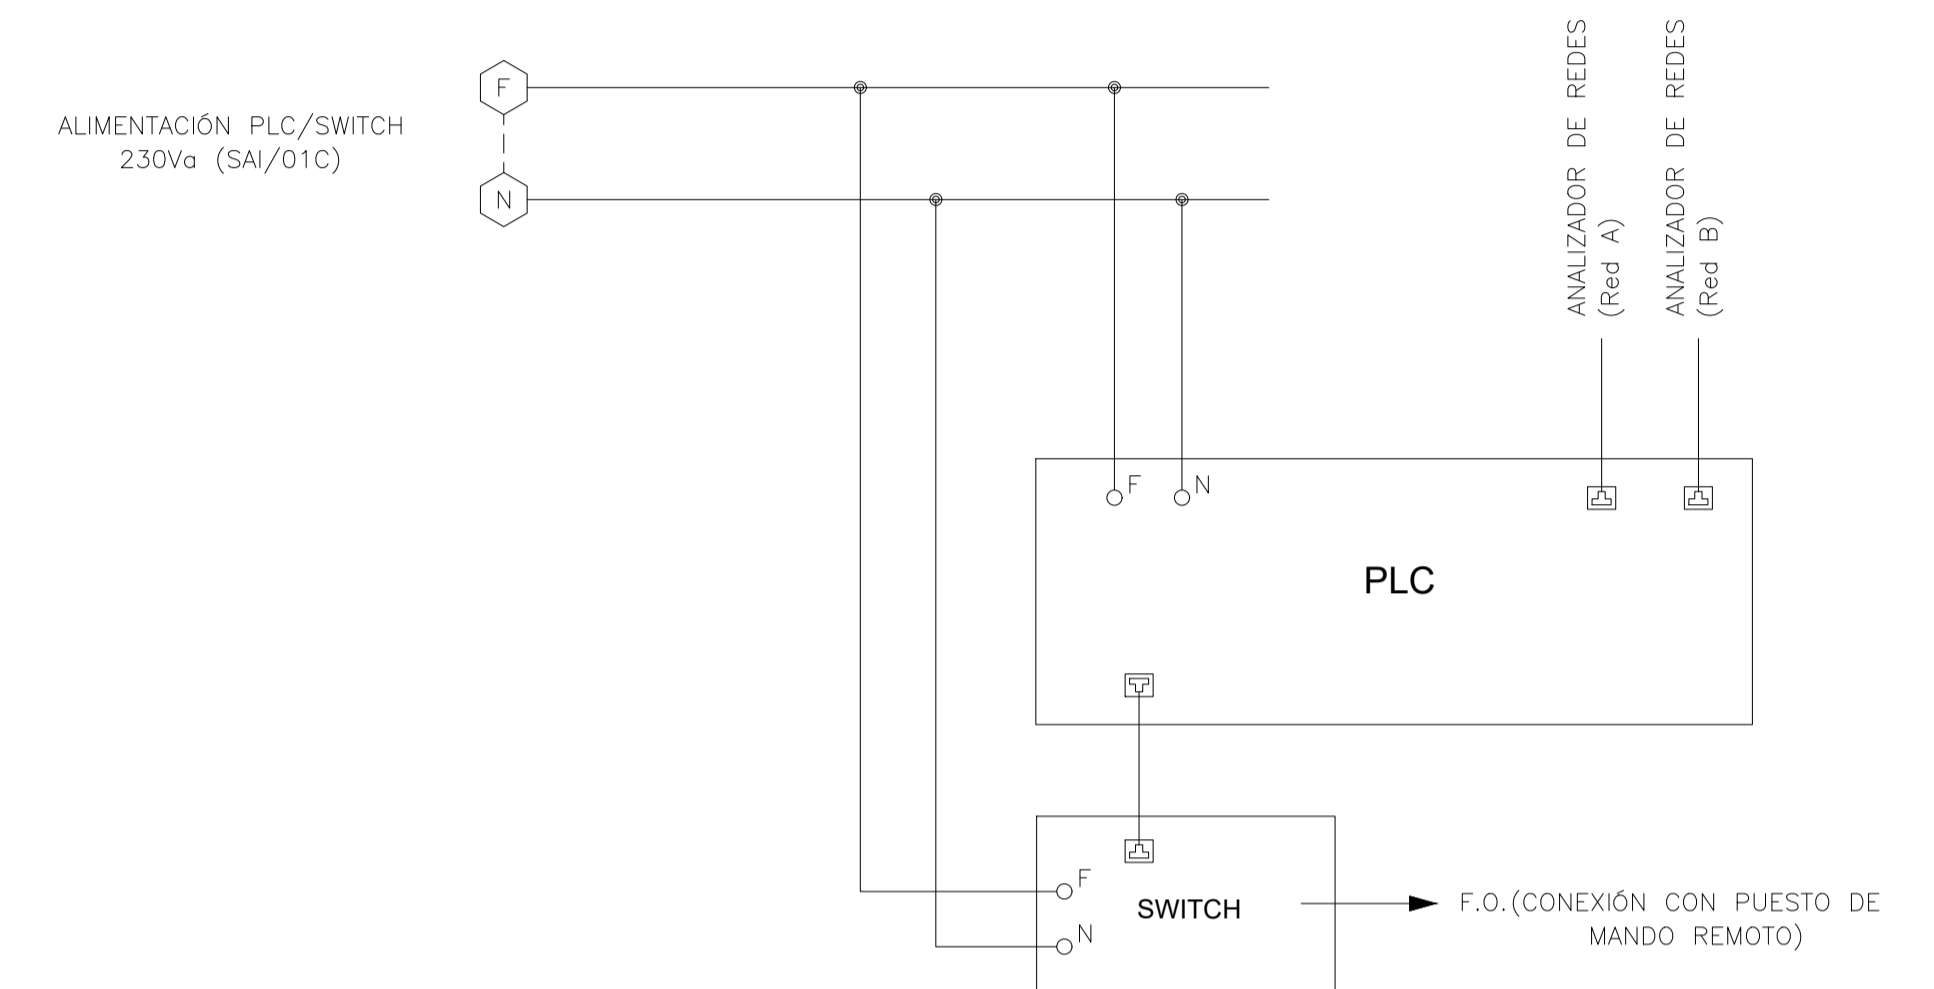 ALIMENTACIÓN PLC/SWITCH
230Va (SAI/01C)
F
N
ANALIZADOR DE REDES
(Red A)
ANALIZADOR DE REDES
(Red B)
F
N
PLC
F
N
SWITCH
F.O.(CONEXIÓN CON PUESTO DE
MANDO REMOTO)